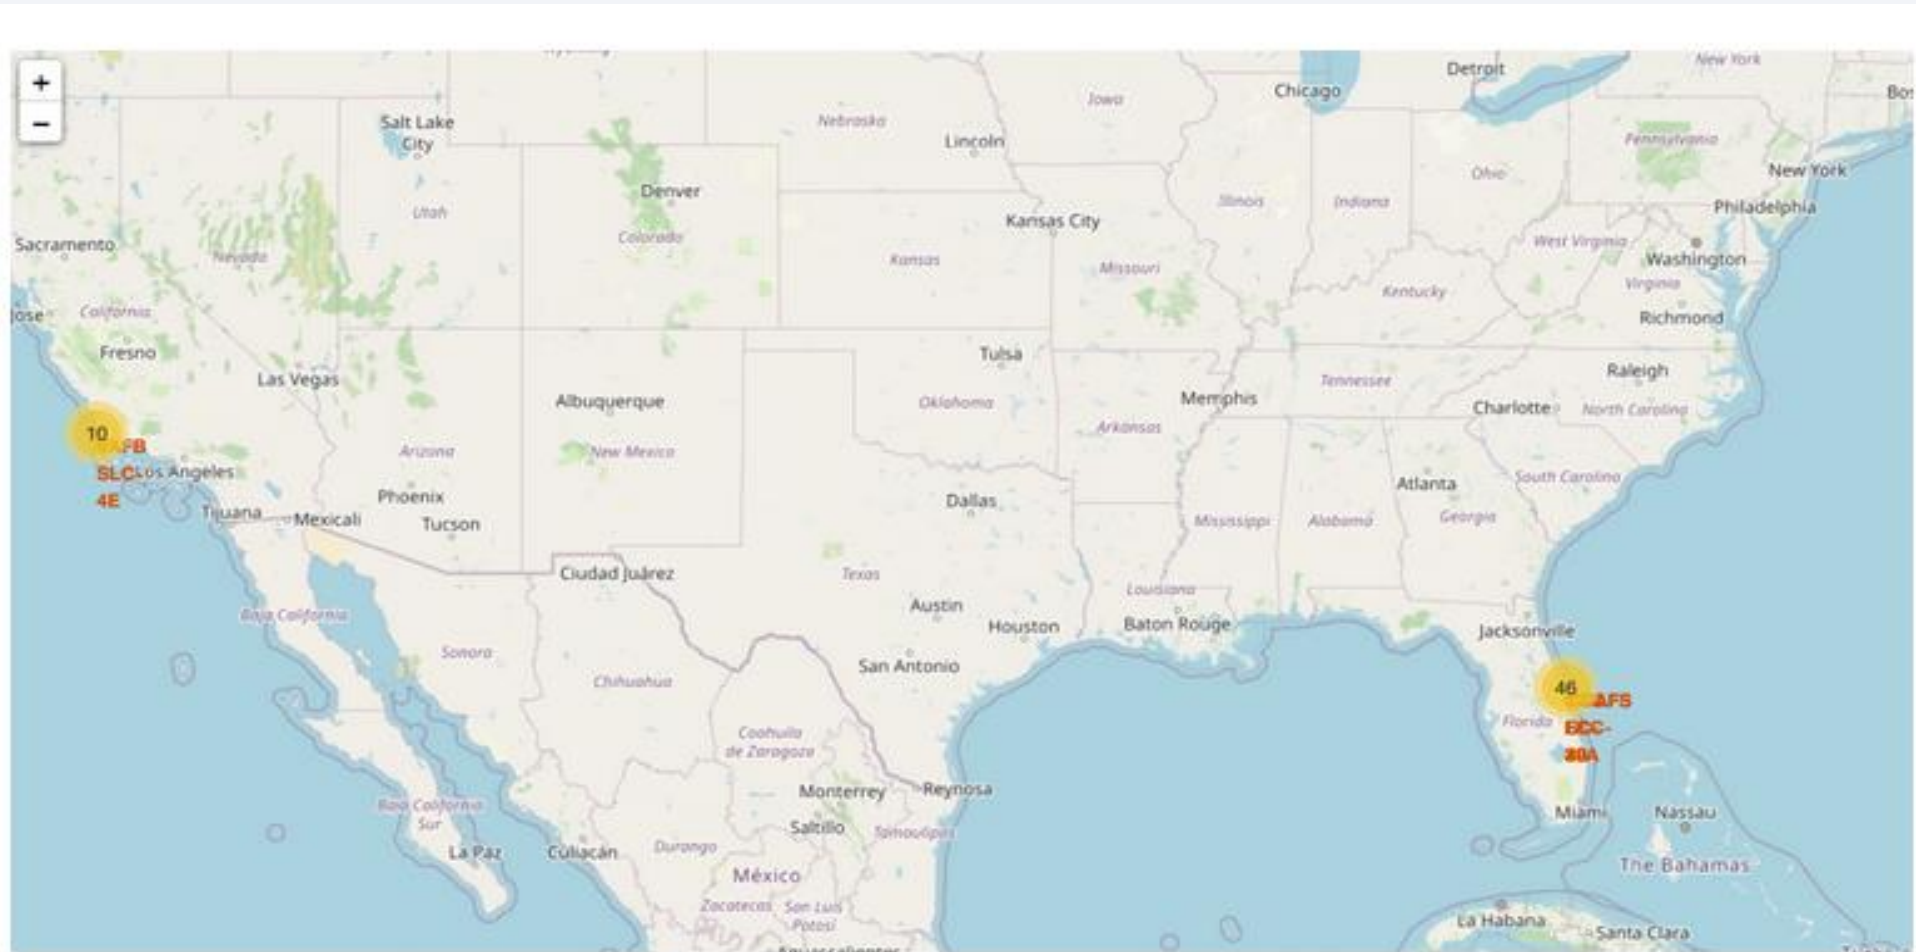 +
−
Detroit
New York
Chicago
Iowa
Salt Lake
City
Nebraska
Lincoln
Pennsylvania
New York
Ohio
Denver
Utah
Illinois
Indiana
Philadelphia
Kansas City
Colorado
Sacramento
Nevada
Kansas
Missouri
West Virginia
Washington
Kentucky
Virginia
Jose
California
Richmond
Fresno
Las Vegas
Tulsa
Tennessee
Raleigh
Albuquerque
Oklahoma
Memphis
Charlotte
North Carolina
Arkansas
10
AFB
Arizona
New Mexico
SLC-
Los Angeles
4E
Phoenix
Dallas
Atlanta
South Carolina
Tijuana
Mexicali
Tucson
Mississippi
Alabama
Georgia
Ciudad Juárez
Texas
Louisiana
Baja California
Austin
Houston
Baton Rouge
Jacksonville
Sonora
San Antonio
Chihuahua
46
AFS
Florida
Coahuila
de Zaragoza
Monterrey
Reynosa
Baja California
Sur
Saltillo
Tamaulipas
Miami
Nassau
La Paz
Culiacán
Durango
México
The Bahamas
Zacatecas
San Luis
Potosí
La Habana
Santa Clara